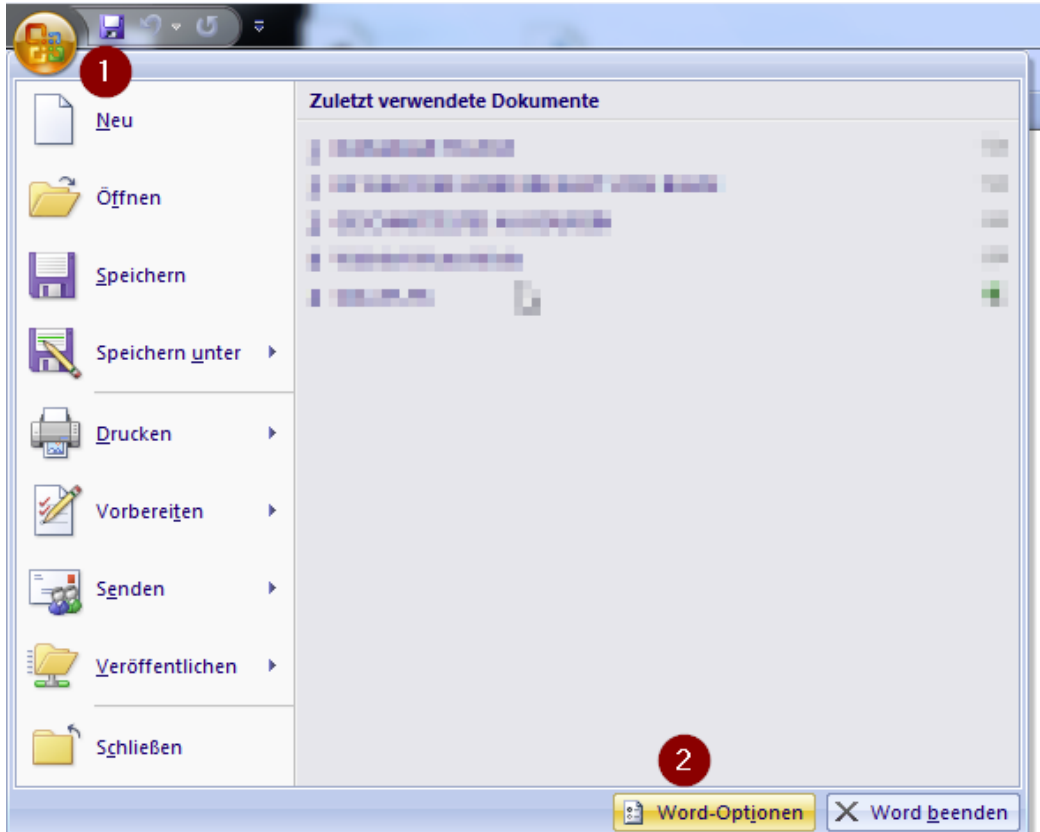 1
Zuletzt verwendete Dokumente
Neu
Öffnen
Speichern
Speichern unter
Drucken
Vorbereiten
Senden
Veröffentlichen
Schließen
2
Word-Optionen
Word beenden